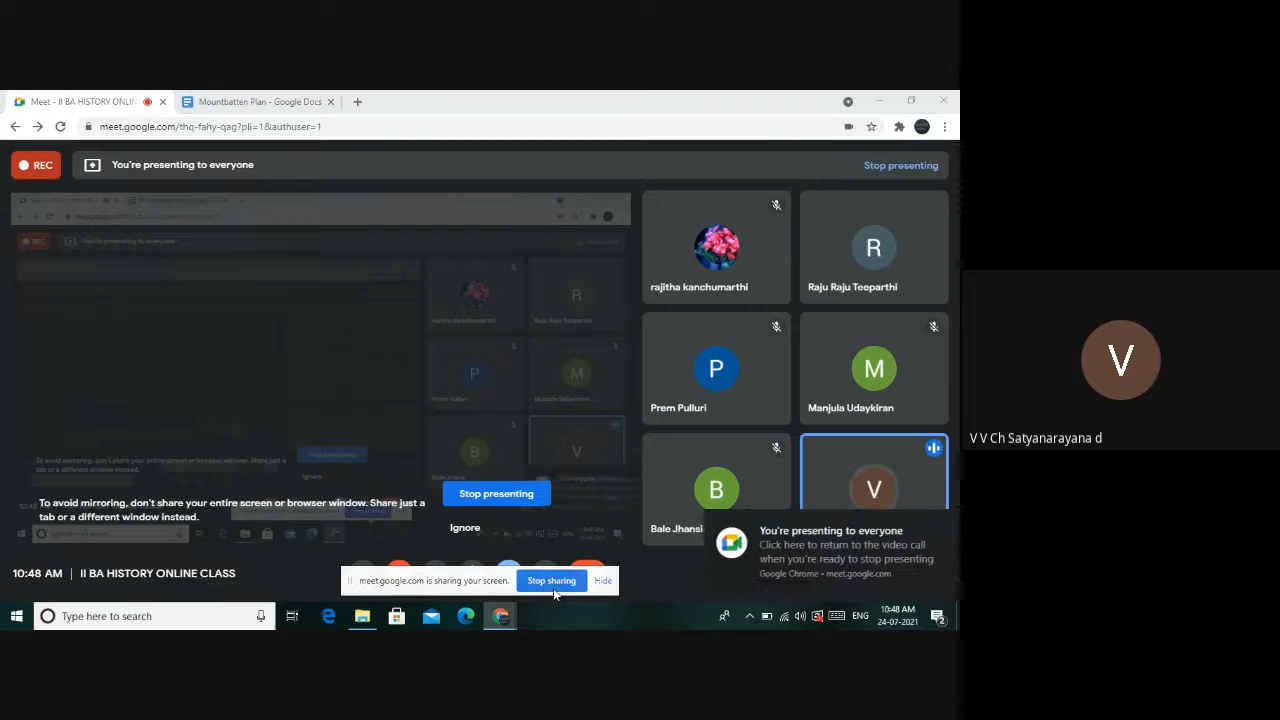 Meet - II BA HISTORY ONLIN
Mountbatten Plan - Google Docs
meet.google.com/thq-fahy-qag?pli=1&authuser=1
REC
You're presenting to everyone
Stop presenting
rajitha kanchumarthi
Raju Raju Teeparthi
P
Prem Pulluri
M
Manjula Udaykiran
R
B
Bale Jhansi
V
To avoid mirroring, don't share your entire screen or browser window. Share just a
tab or a different window instead.
Stop presenting
Ignore
You're presenting to everyone
Click here to return to the video call
when you're ready to stop presenting
Google Chrome • meet.google.com
10:48 AM | II BA HISTORY ONLINE CLASS
meet.google.com is sharing your screen.
Stop sharing
Hide
Type here to search
ENG
10:48 AM
24-07-2021
2
V
V V Ch Satyanarayana d